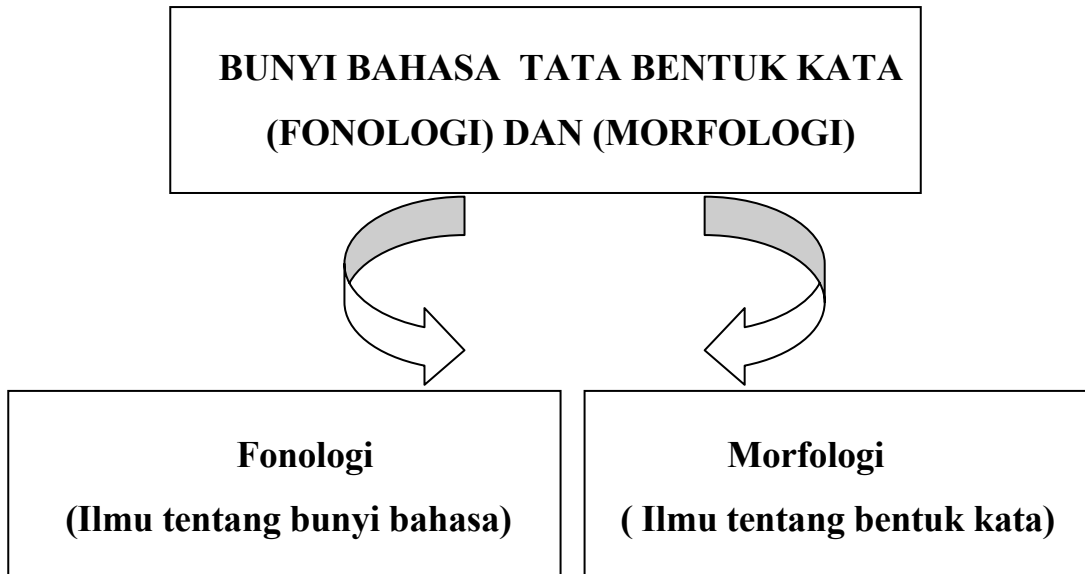 BUNYI BAHASA TATA BENTUK KATA
(FONOLOGI) DAN (MORFOLOGI)
Fonologi
(Ilmu tentang bunyi bahasa)
Morfologi
( Ilmu tentang bentuk kata)